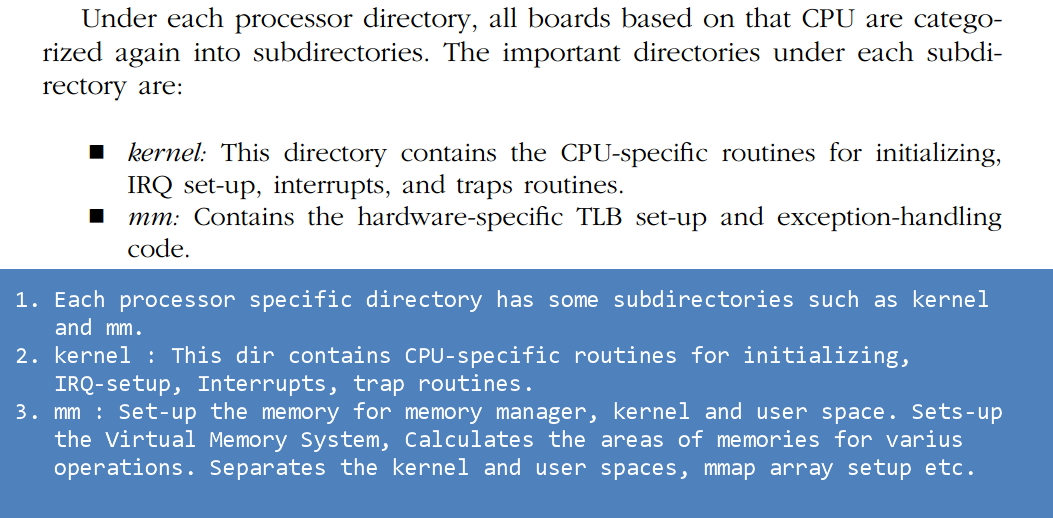 Under each processor directory, all boards based on that CPU are catego-
rized again into subdirectories. The important directories under each subdi-
rectory are:
■ kernel: This directory contains the CPU-specific routines for initializing,
IRQ set-up, interrupts, and traps routines.
■ mm: Contains the hardware-specific TLB set-up and exception-handling
code.
1. Each processor specific directory has some subdirectories such as kernel
and mm.
2. kernel : This dir contains CPU-specific routines for initializing,
IRQ-setup, Interrupts, trap routines.
3. mm : Set-up the memory for memory manager, kernel and user space. Sets-up
the Virtual Memory System, Calculates the areas of memories for varius
operations. Separates the kernel and user spaces, mmap array setup etc.